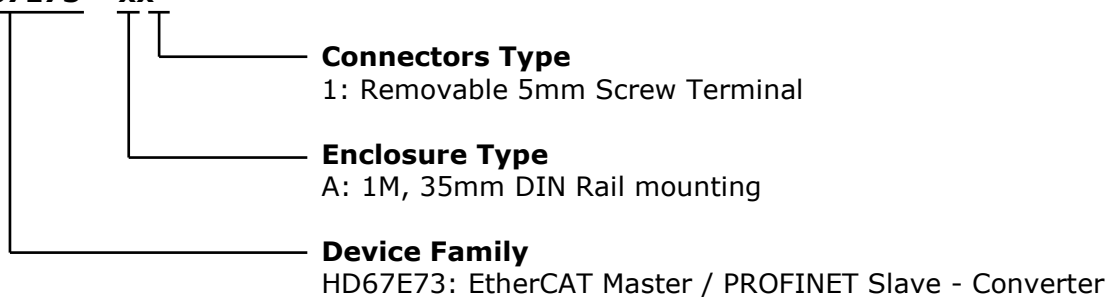 Connectors Type
1: Removable 5mm Screw Terminal
Enclosure Type
A: 1M, 35mm DIN Rail mounting
Device Family
HD67E73: EtherCAT Master / PROFINET Slave - Converter